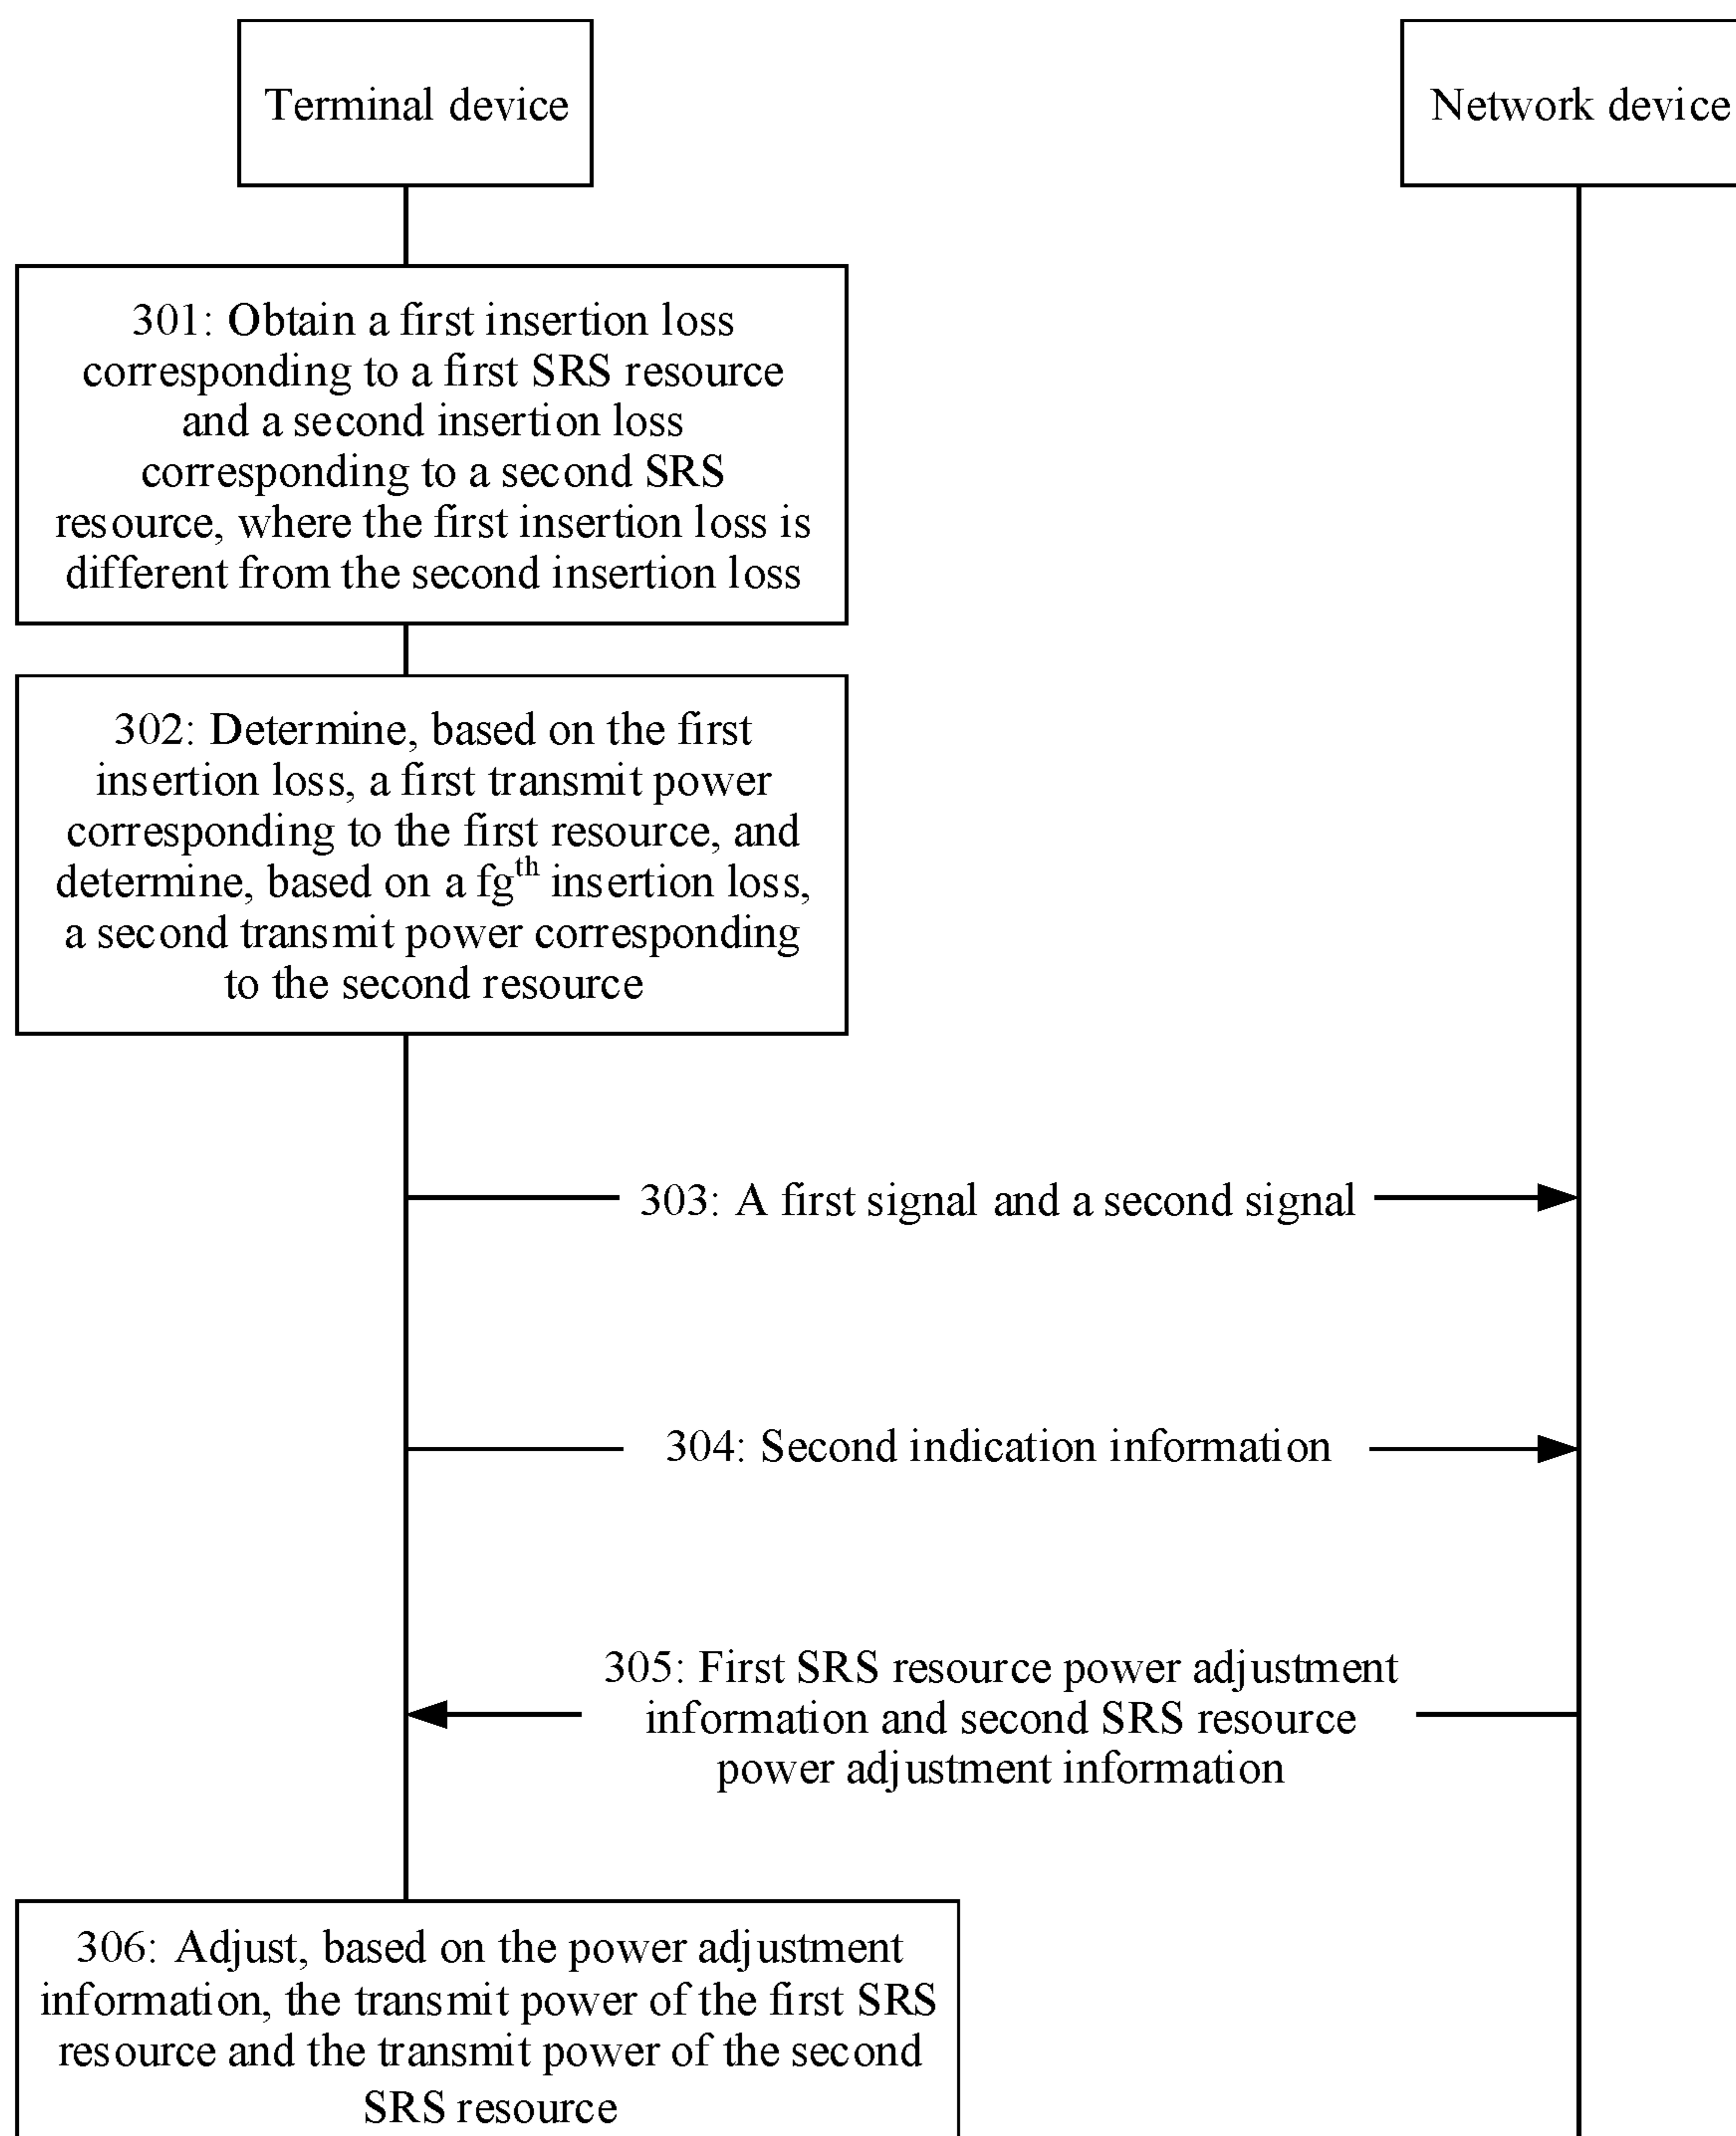 Terminal device
Network device
301: Obtain a first insertion loss
corresponding to a first SRS resource
and a second insertion loss
corresponding to a second SRS
resource, where the first insertion loss is
different from the second insertion loss
302: Determine, based on the first
insertion loss, a first transmit power
corresponding to the first resource, and
determine, based on a fgᵗʰ insertion loss,
a second transmit power corresponding
to the second resource
303: A first signal and a second signal
304: Second indication information
305: First SRS resource power adjustment
information and second SRS resource
power adjustment information
306: Adjust, based on the power adjustment
information, the transmit power of the first SRS
resource and the transmit power of the second
SRS resource